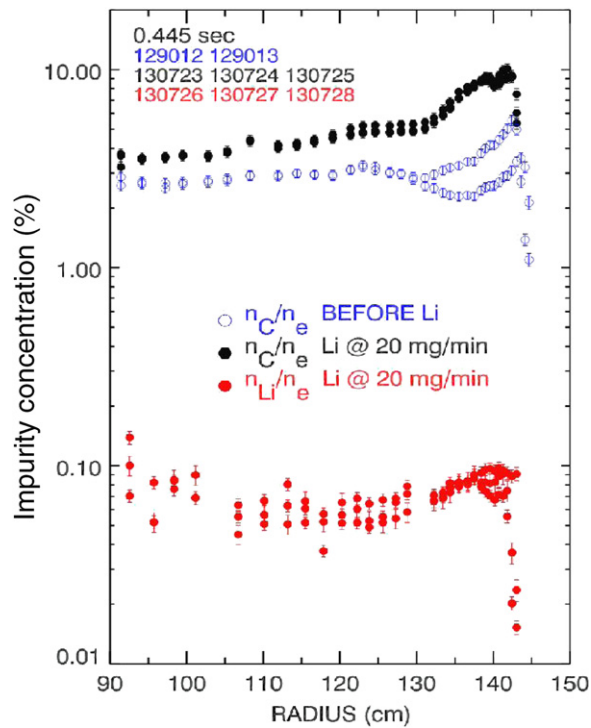 0.445 sec
129012 129013
130723 130724 130725
130726 130727 130728
10.00
1.00
0.10
0.01
Impurity concentration (%)
n_C/n_e BEFORE Li
n_C/n_e Li @ 20 mg/min
n_Li/n_e Li @ 20 mg/min
90 100 110 120 130 140 150
RADIUS (cm)